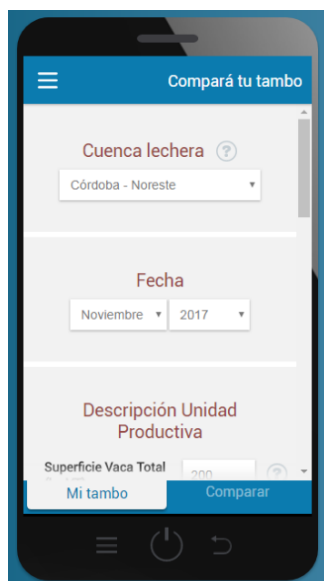 Compará tu tambo
Cuenca lechera ?
Córdoba - Noreste
Fecha
Noviembre 2017
Descripción Unidad
Productiva
Superficie Vaca Total
200 ?
Mi tambo Comparar